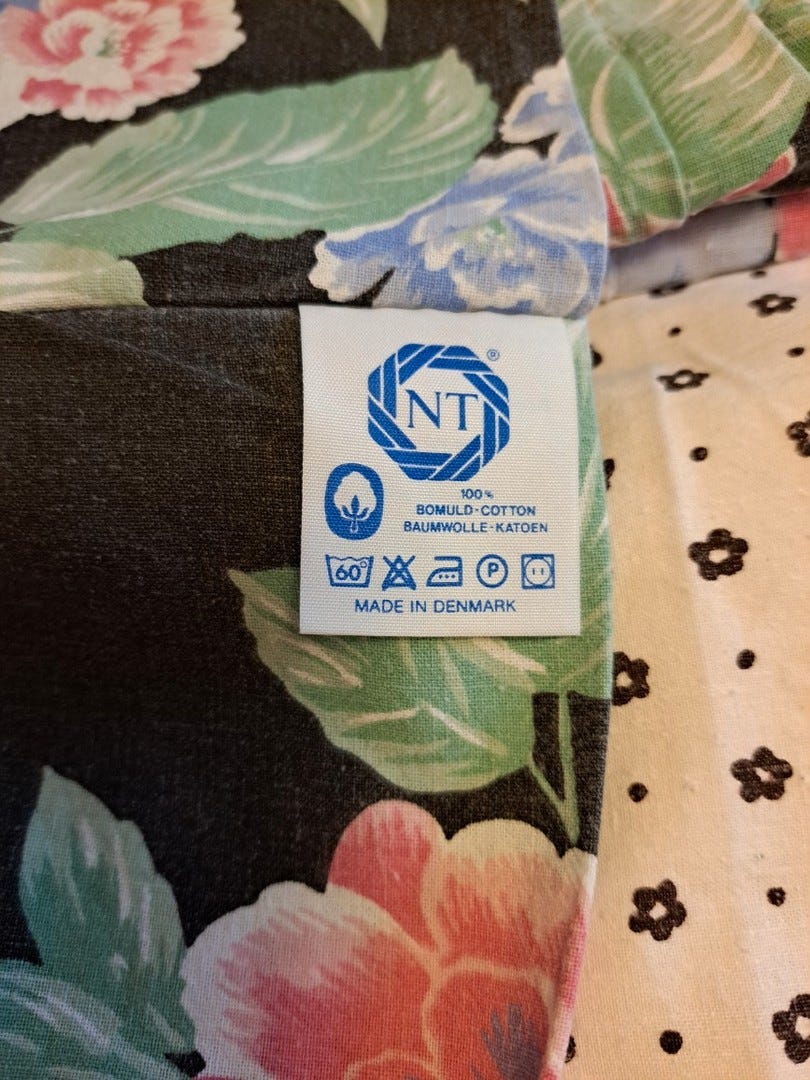 NT®
100%
BOMULD-COTTON
BAUMWOLLE-KATOEN
60° P
MADE IN DENMARK